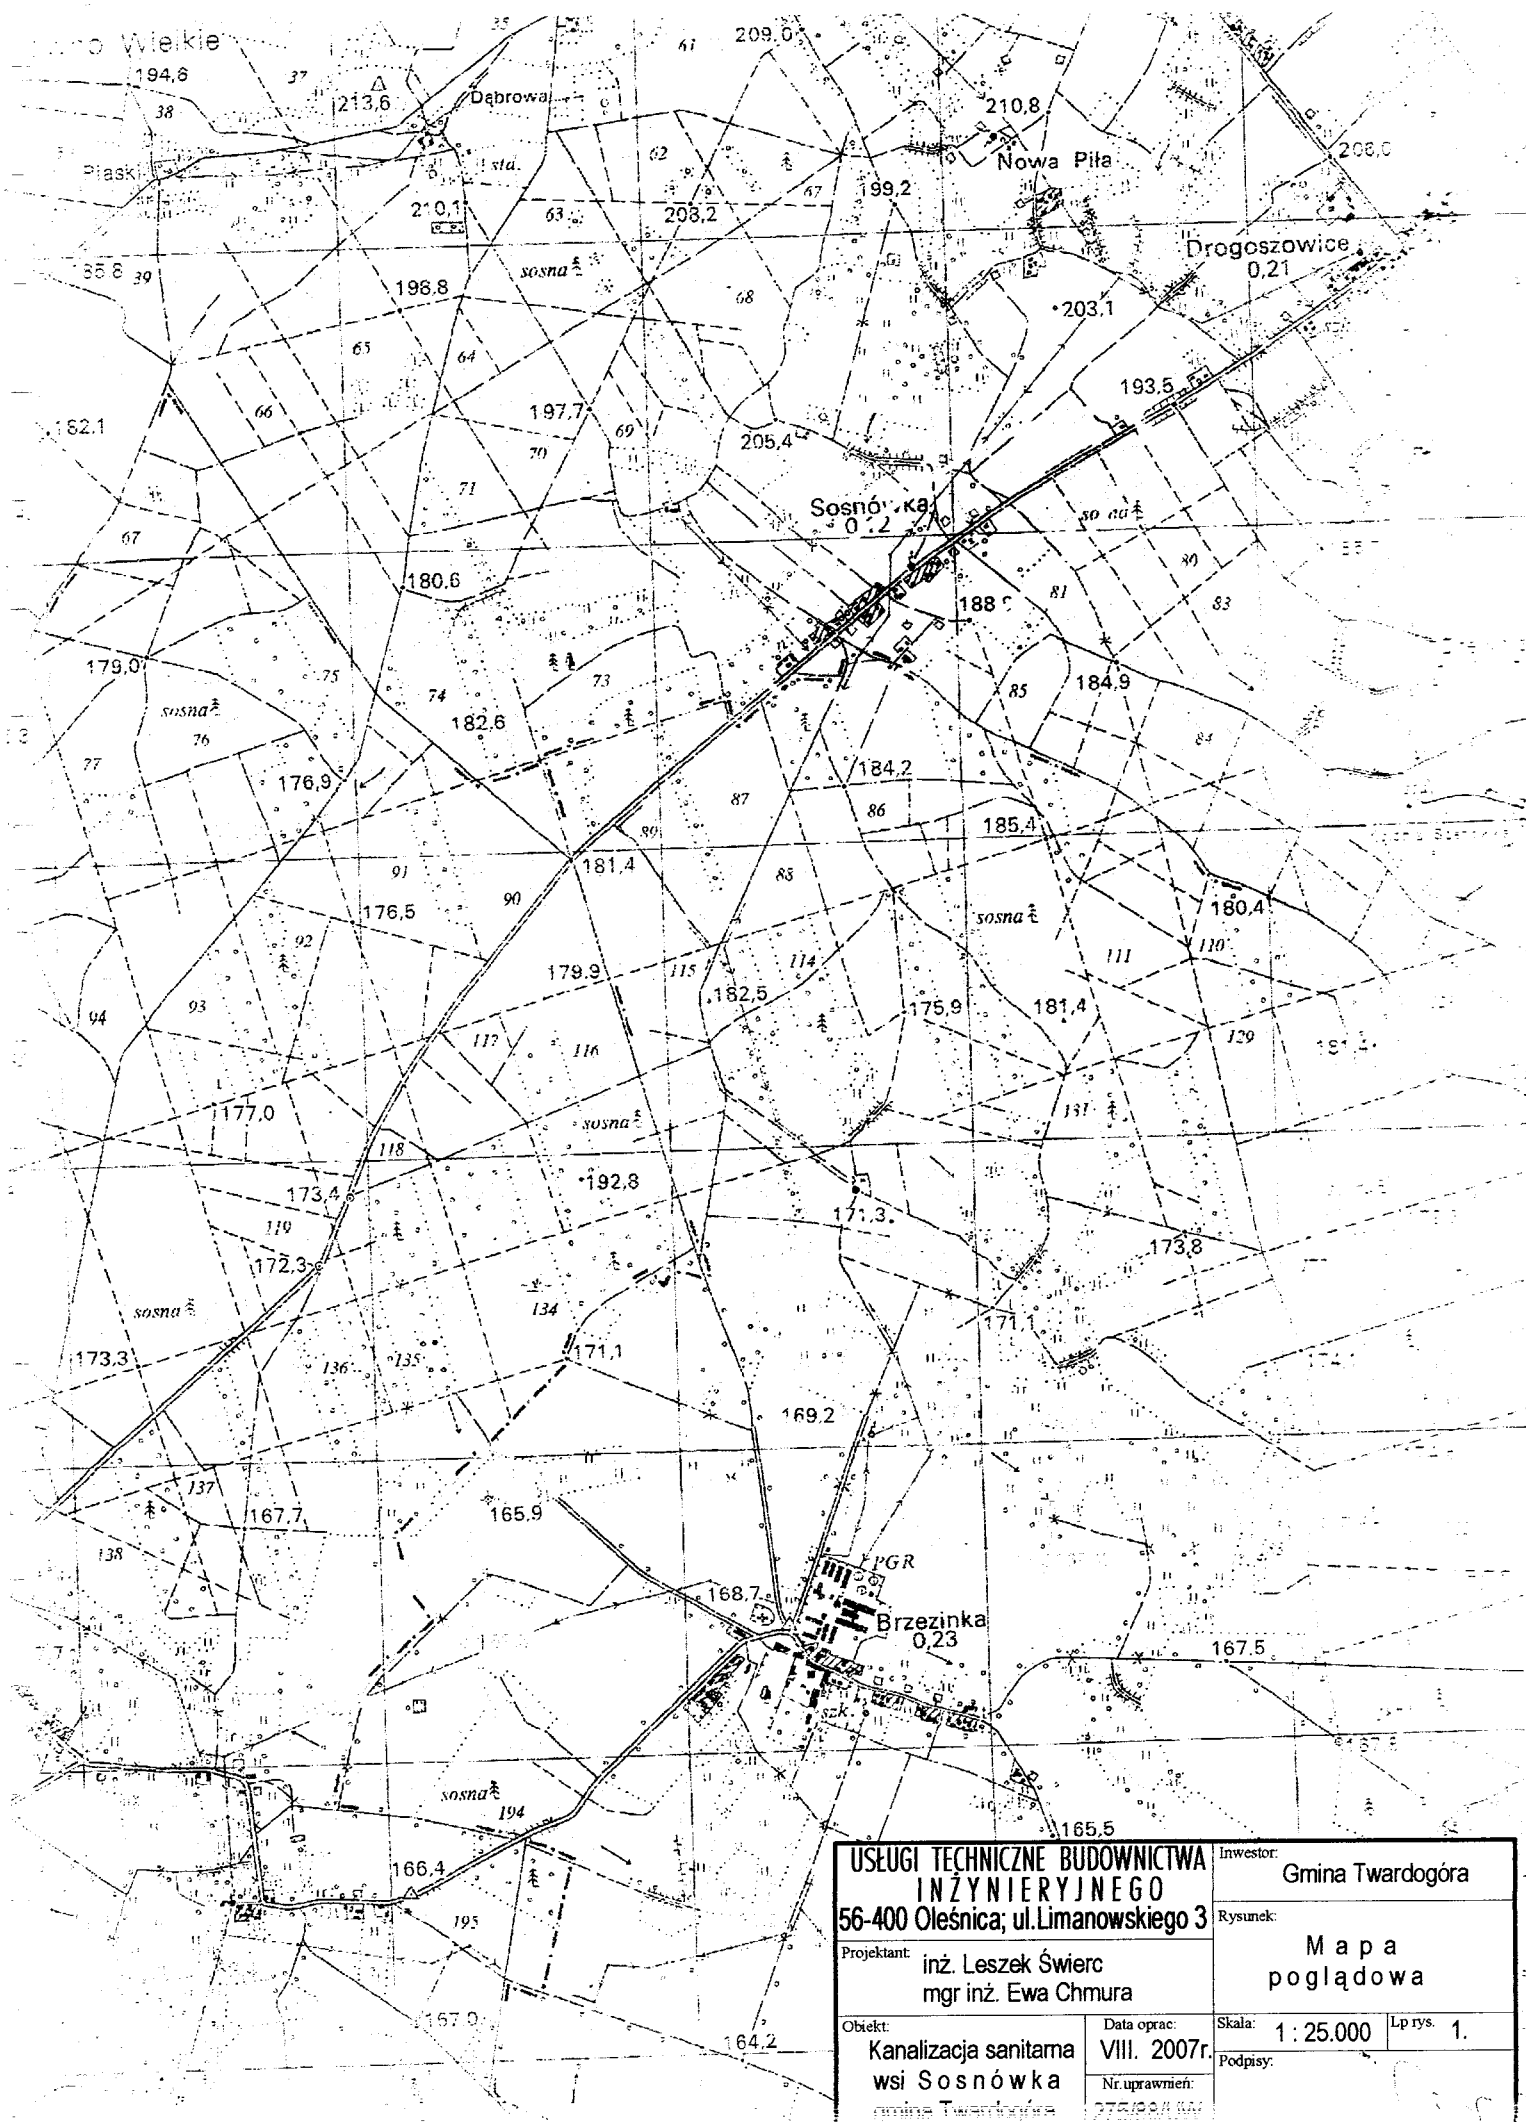 Wielkie
35
61
209,0
194,6
37
38
213,6
Dąbrowa
210,8
Piaski
std.
62
Nowa Piła
206,0
210,1
63
208,2
67
199,2
Drogoszowice
0,21
39
sosna
198,8
68
203,1
65
64
66
193,5
182,1
197,7
69
205,4
70
71
Sosnówka
67
180,6
80
81
83
188
179,0
75
74
73
85
184,9
sosna
76
182,6
77
176,9
84
184,2
87
86
89
185,4
181,4
88
91
90
176,5
sosna
180,4
92
179,9
115
114
111
110
93
182,5
175,9
181,4
94
117
116
129
181,4
177,0
sosna
131
118
173,4
192,8
119
171,3
172,3
173,8
sosna
134
171,1
173,3
171,1
136
135
169,2
137
167,7
165,9
138
PGR
168,7
Brzezinka
0,23
167,5
szk.
sosna
194
165,5
166,4
195
167,0
164,2
USŁUGI TECHNICZNE BUDOWNICTWA
INŻYNIERYJNEGO
56-400 Oleśnica; ul.Limanowskiego 3
Inwestor:
Gmina Twardogóra
Rysunek:
Mapa
poglądowa
Projektant:
inż. Leszek Świerc
mgr inż. Ewa Chmura
Obiekt:
Kanalizacja sanitarna
wsi Sosnówka
gmina Twardogóra
Data oprac:
VIII. 2007r.
Nr.uprawnień:
Skala: 1 : 25.000
Lp rys. 1.
Podpisy: